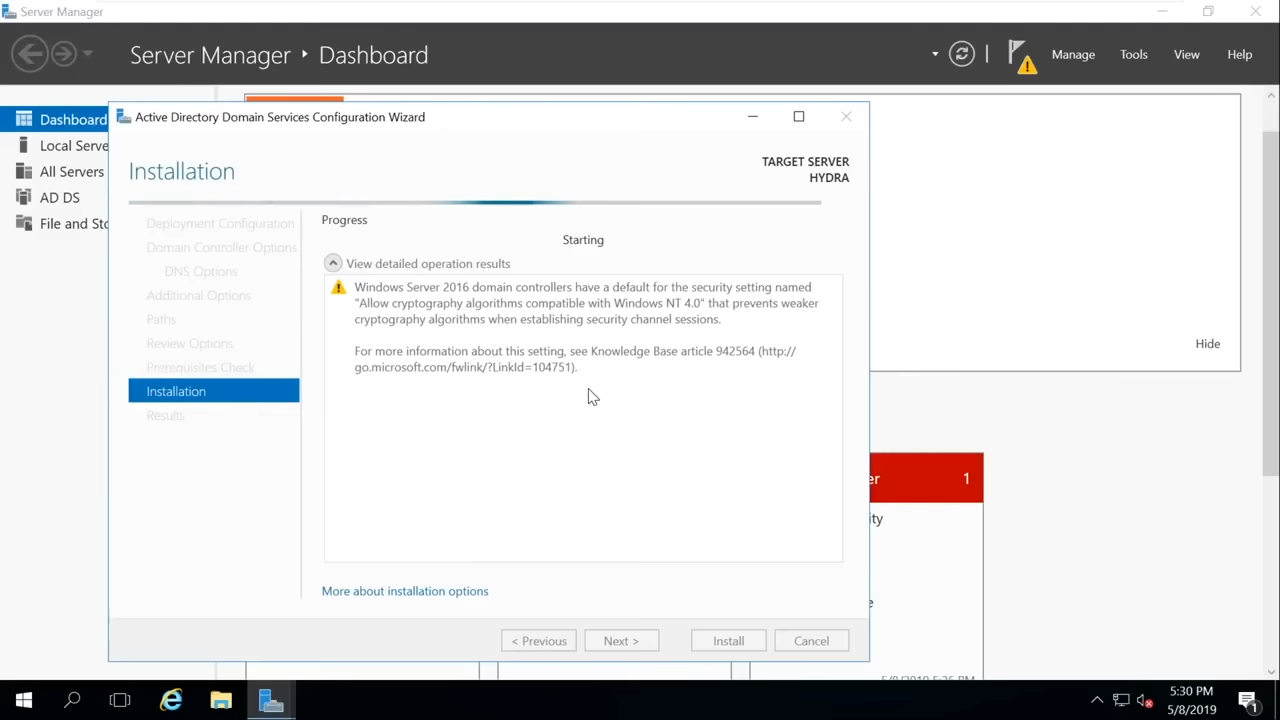 Server Manager
Server Manager ‣ Dashboard
Manage
Tools
View
Help
Dashboard
Local Serve
All Servers
AD DS
File and Sto
Active Directory Domain Services Configuration Wizard
Installation
TARGET SERVER
HYDRA
Deployment Configuration
Domain Controller Options
DNS Options
Additional Options
Paths
Review Options
Prerequisites Check
Installation
Results
Progress
Starting
View detailed operation results
Windows Server 2016 domain controllers have a default for the security setting named
"Allow cryptography algorithms compatible with Windows NT 4.0" that prevents weaker
cryptography algorithms when establishing security channel sessions.
For more information about this setting, see Knowledge Base article 942564 (http://
go.microsoft.com/fwlink/?LinkId=104751).
More about installation options
< Previous
Next >
Install
Cancel
Hide
er
1
ity
e
5:30 PM
5/8/2019
1